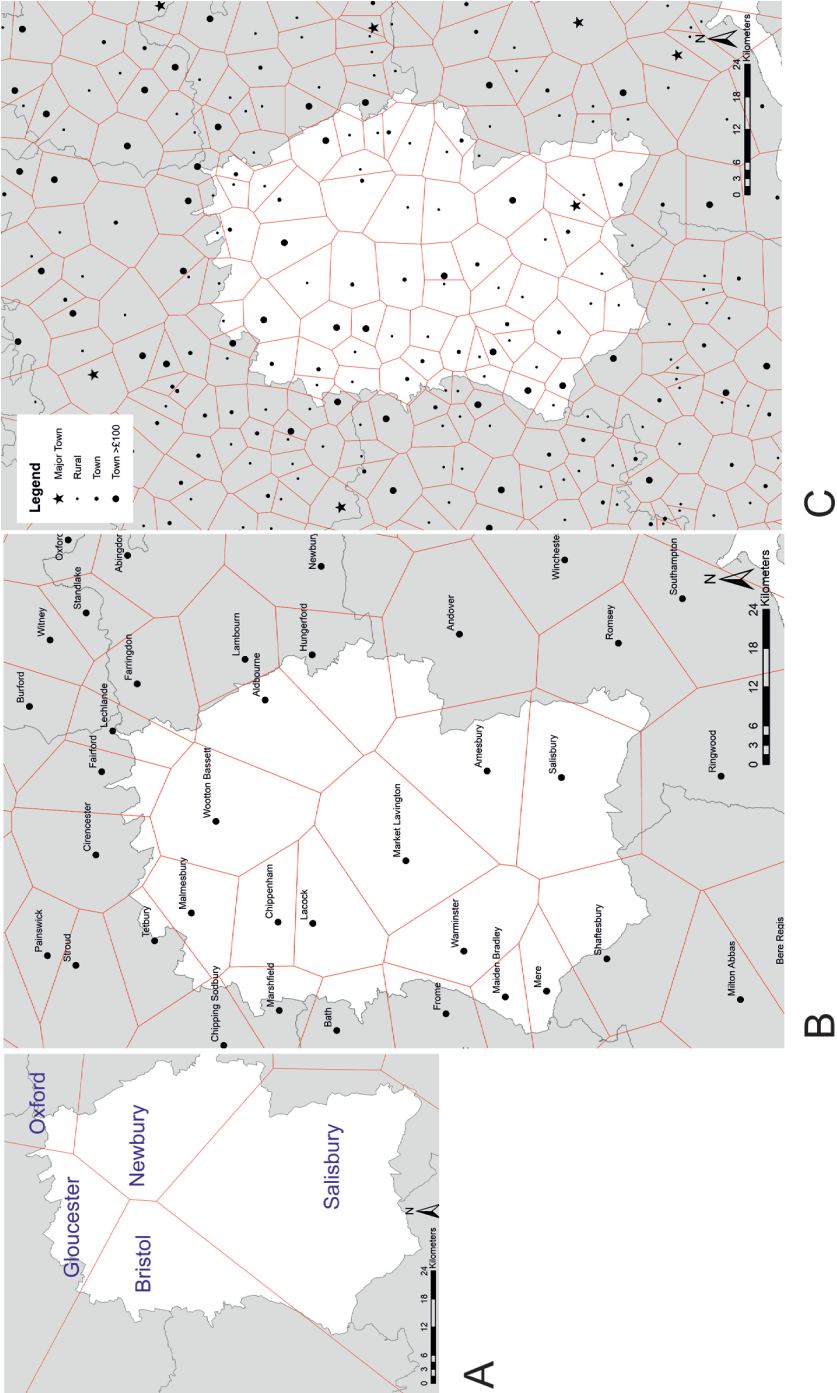 Oxford
Gloucester
Newbury
Bristol
Salisbury
N
0 3 6 12 18 24
Kilometers
A
Burford
Witney
Oxford
Painswick
Stroud
Standlake
Fairford
Lechlande
Cirencester
Abingdon
Farringdon
Tetbury
Malmesbury
Wootton Bassett
Chipping Sodbury
Lambourn
Aldbourne
Marshfield
Chippenham
Lacock
Hungerford
Newbury
Bath
Market Lavington
Frome
Warminster
Andover
Maiden Bradley
Amesbury
Mere
Salisbury
Wincheste
Shaftesbury
Romsey
Southampton
Ringwood
Milton Abbas
Bere Regis
N
0 3 6 12 18 24
Kilometers
B
Legend
Major Town
Rural
Town
Town >£100
N
0 3 6 12 18 24
Kilometers
C